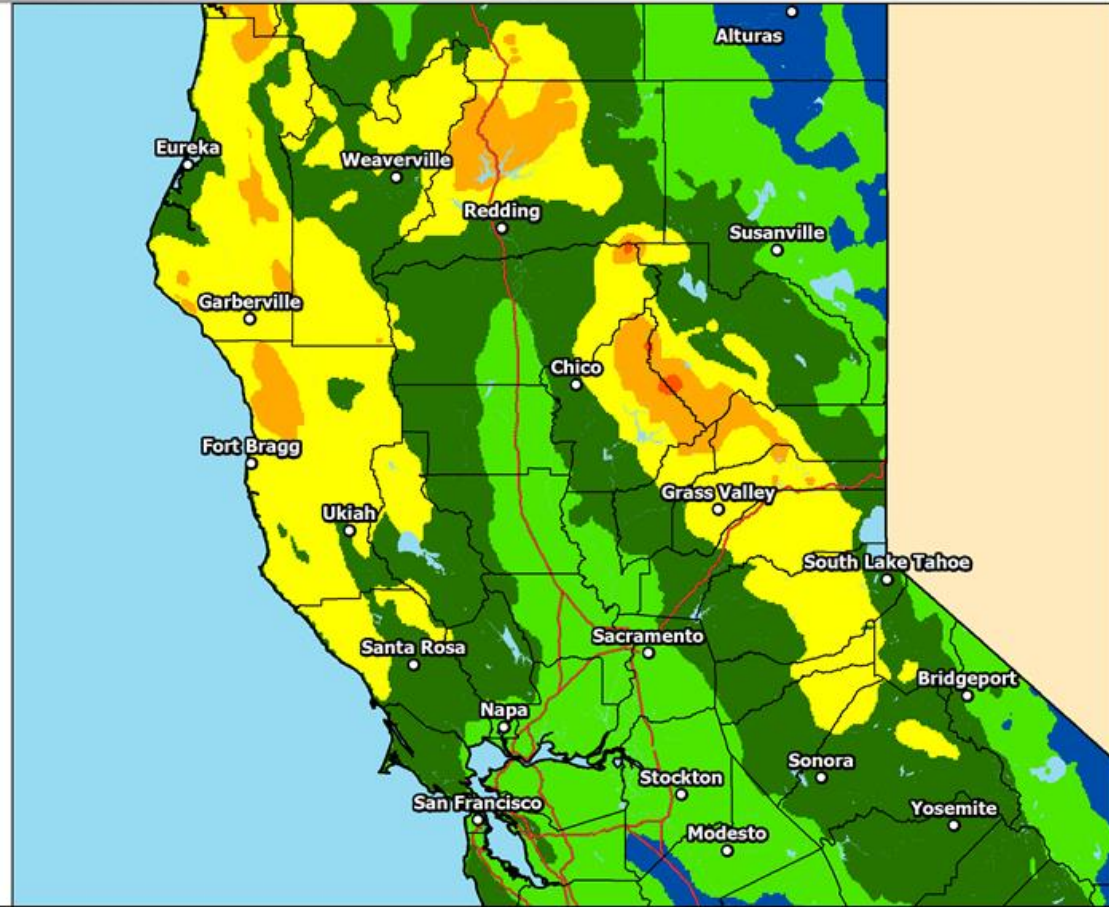 Alturas
Eureka
Weaverville
Redding
Susanville
Garberville
Chico
Fort Bragg
Grass Valley
Ukiah
South Lake Tahoe
Sacramento
Santa Rosa
Bridgeport
Napa
Sonora
Stockton
San Francisco
Yosemite
Modesto